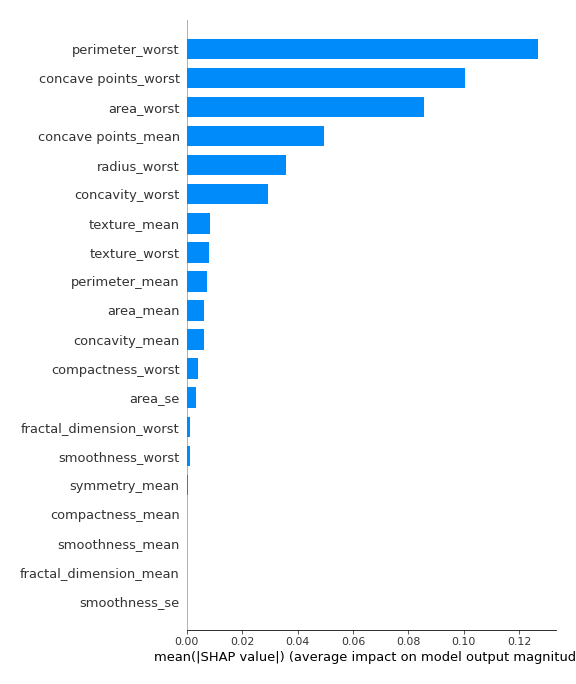 perimeter_worst
concave points_worst
area_worst
concave points_mean
radius_worst
concavity_worst
texture_mean
texture_worst
perimeter_mean
area_mean
concavity_mean
compactness_worst
area_se
fractal_dimension_worst
smoothness_worst
symmetry_mean
compactness_mean
smoothness_mean
fractal_dimension_mean
smoothness_se
0.00 0.02 0.04 0.06 0.08 0.10 0.12
mean(|SHAP value|) (average impact on model output magnitud